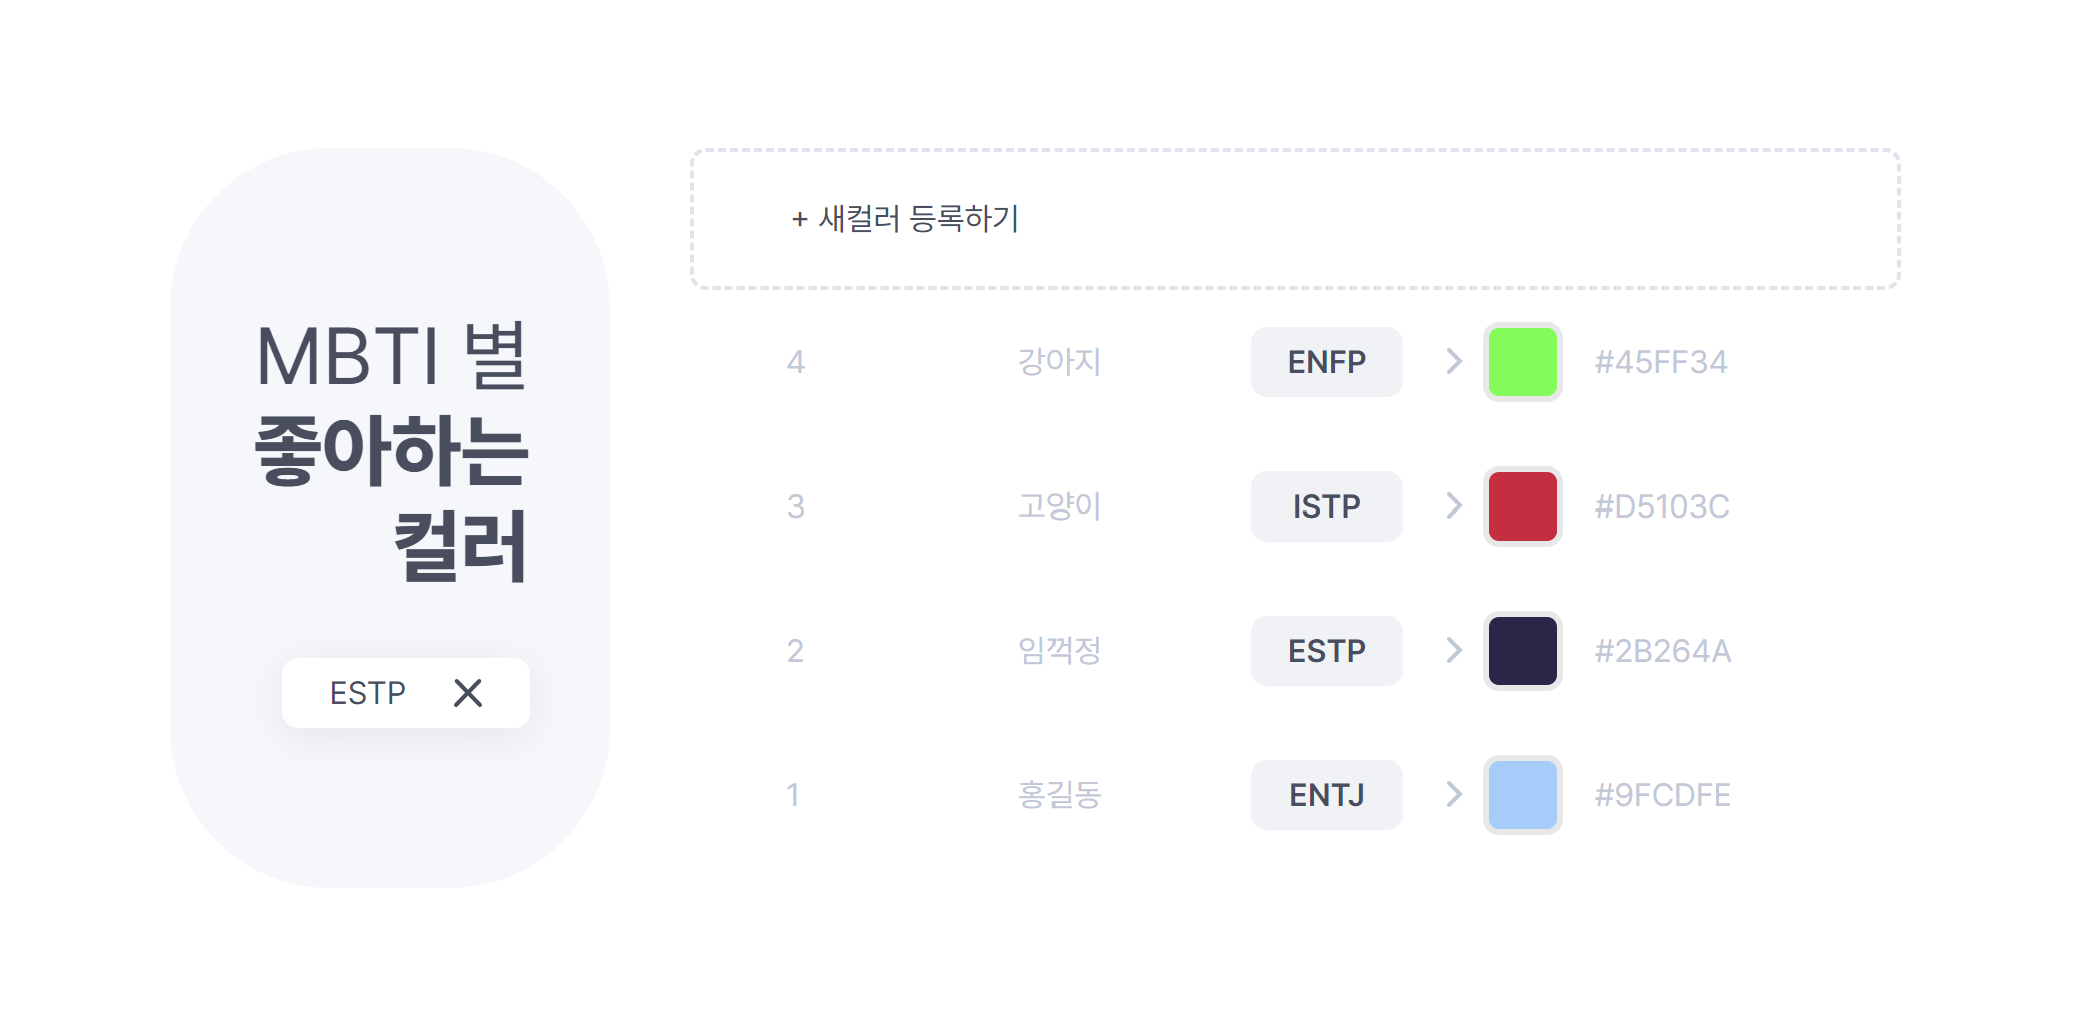 MBTI 별
좋아하는
컬러
ESTP
+ 새컬러 등록하기
4 강아지 ENFP #45FF34
3 고양이 ISTP #D5103C
2 임꺽정 ESTP #2B264A
1 홍길동 ENTJ #9FCDFE